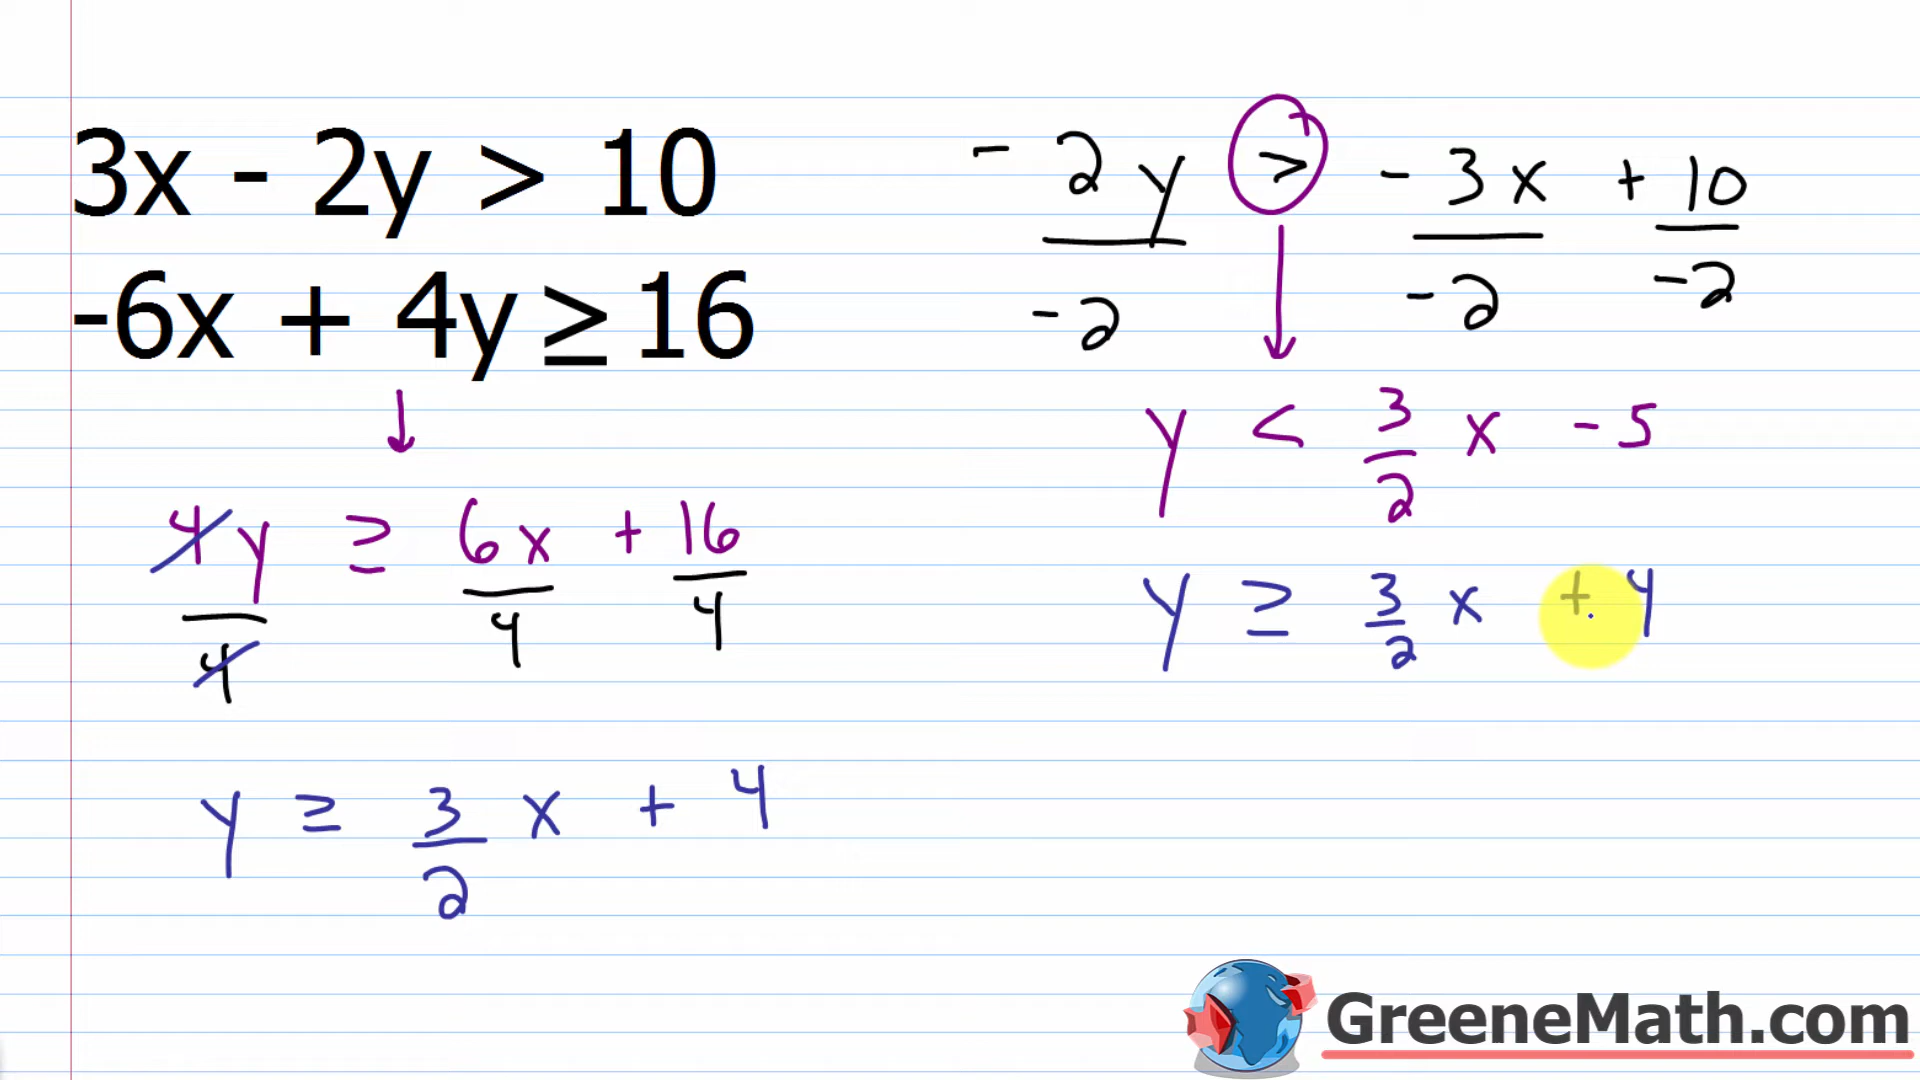 3x - 2y > 10
-6x + 4y ≥ 16
4y ≥ 6x + 16
4 4 4
y ≥ 3/2 x + 4
-2y > -3x + 10
-2 -2 -2
y < 3/2 x - 5
y ≥ 3/2 x + 4
GreeneMath.com